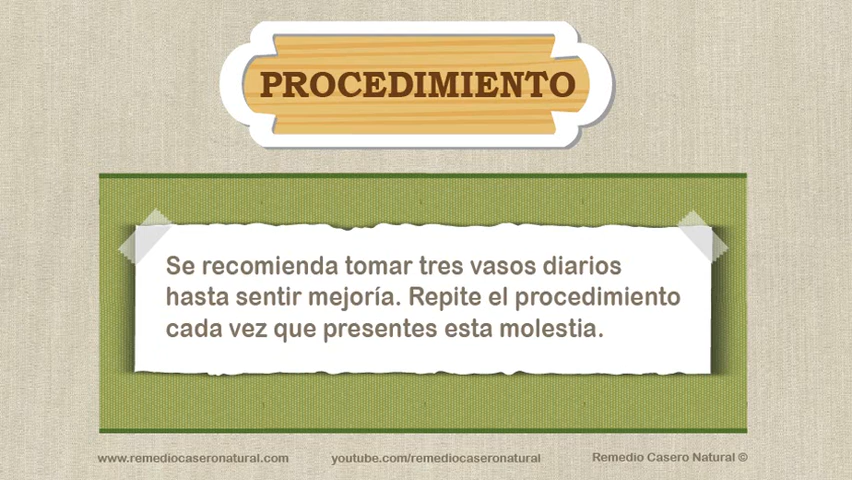 PROCEDIMIENTO
Se recomienda tomar tres vasos diarios
hasta sentir mejoría. Repite el procedimiento
cada vez que presentes esta molestia.
www.remediocaseronatural.com youtube.com/remediocaseronatural Remedio Casero Natural ©